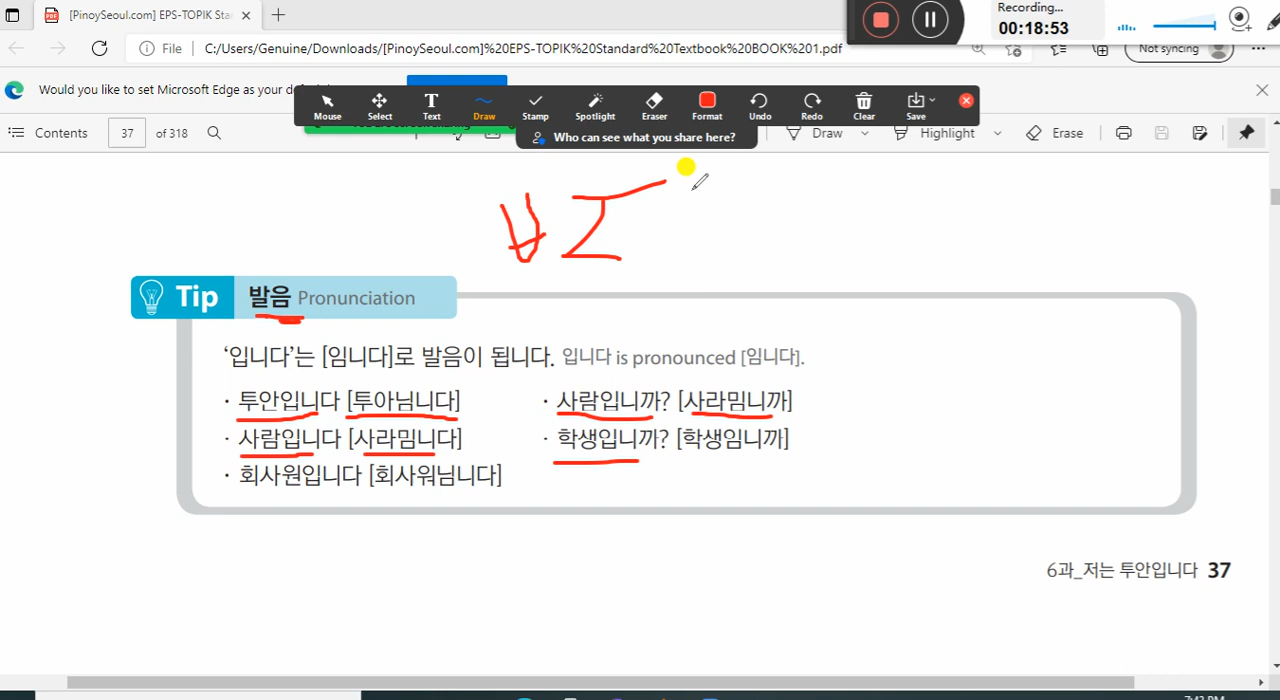 [PinoySeoul.com] EPS-TOPIK Sta
Recording...
00:18:53
File C:/Users/Genuine/Downloads/[PinoySeoul.com]%20EPS-TOPIK%20Standard%20Textbook%20BOOK%201.pdf
Not syncing
Would you like to set Microsoft Edge as your
Mouse Select Text Draw Stamp Spotlight Eraser Format Undo Redo Clear Save
Who can see what you share here?
Contents 37 of 318 Draw Highlight Erase
Tip 발음 Pronunciation
‘입니다’는 [임니다]로 발음이 됩니다. 입니다 is pronounced [임니다].
· 투안입니다 [투아님니다] · 사람입니까? [사라밈니까]
· 사람입니다 [사라밈니다] · 학생입니까? [학생임니까]
· 회사원입니다 [회사워님니다]
6과_저는 투안입니다 37